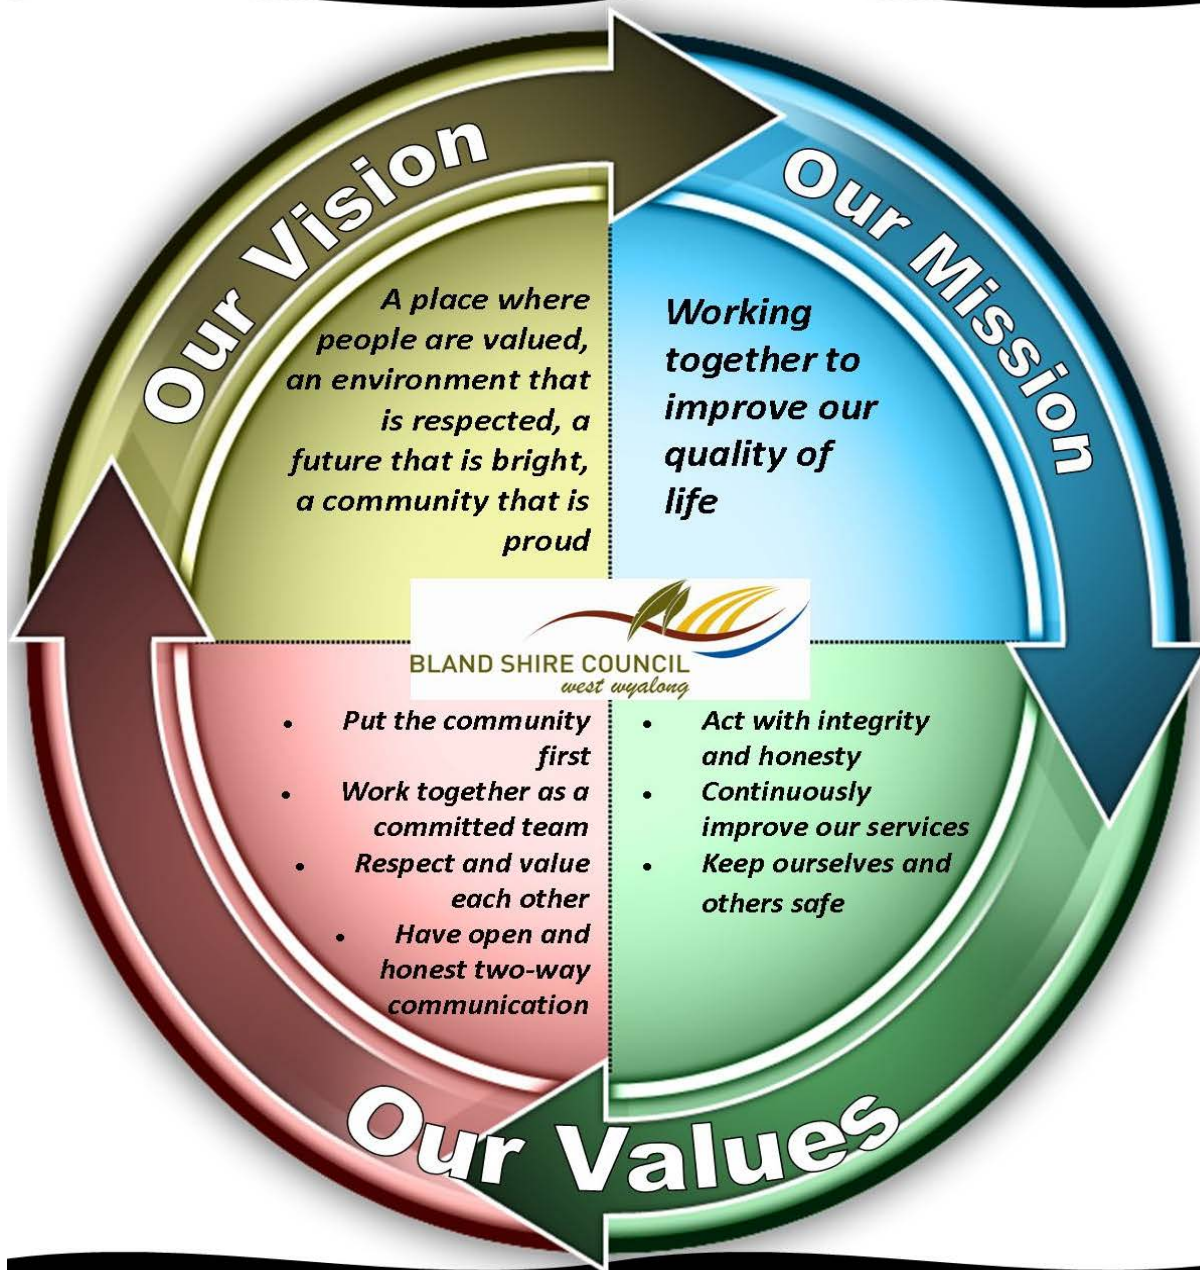 Our Vision
A place where
people are valued,
an environment that
is respected, a
future that is bright,
a community that is
proud
Our Mission
Working
together to
improve our
quality of
life
BLAND SHIRE COUNCIL
west wyalong
• Put the community
first
• Work together as a
committed team
• Respect and value
each other
• Have open and
honest two-way
communication
• Act with integrity
and honesty
• Continuously
improve our services
• Keep ourselves and
others safe
Our Values